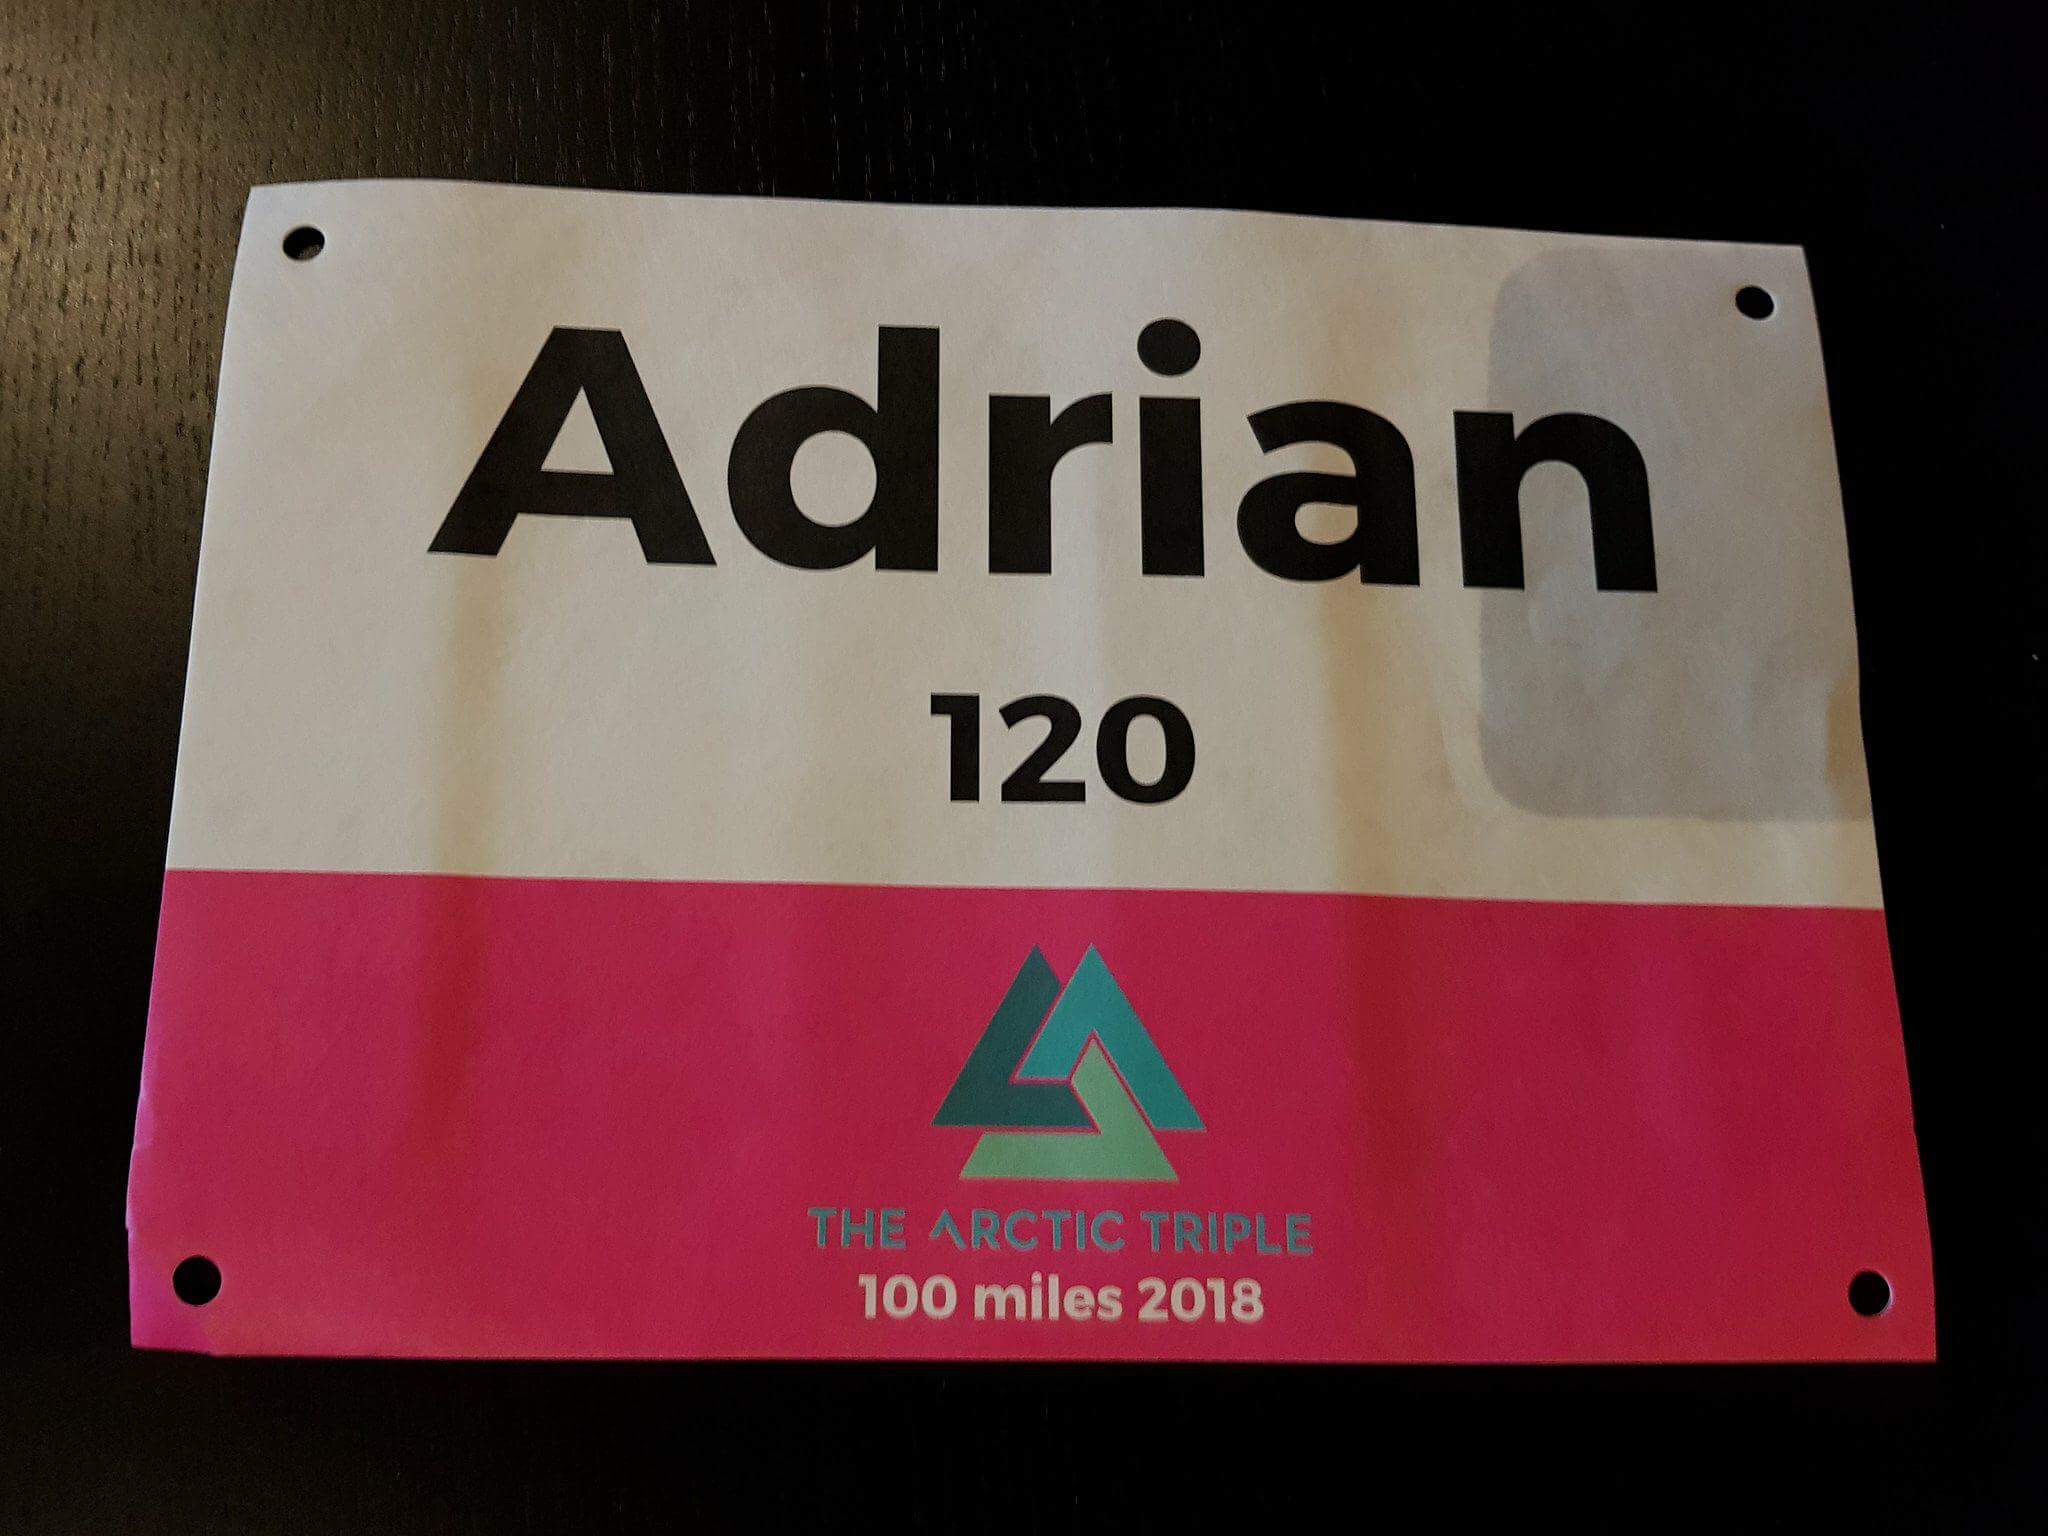 Adrian
120
THE ARCTIC TRIPLE
100 miles 2018